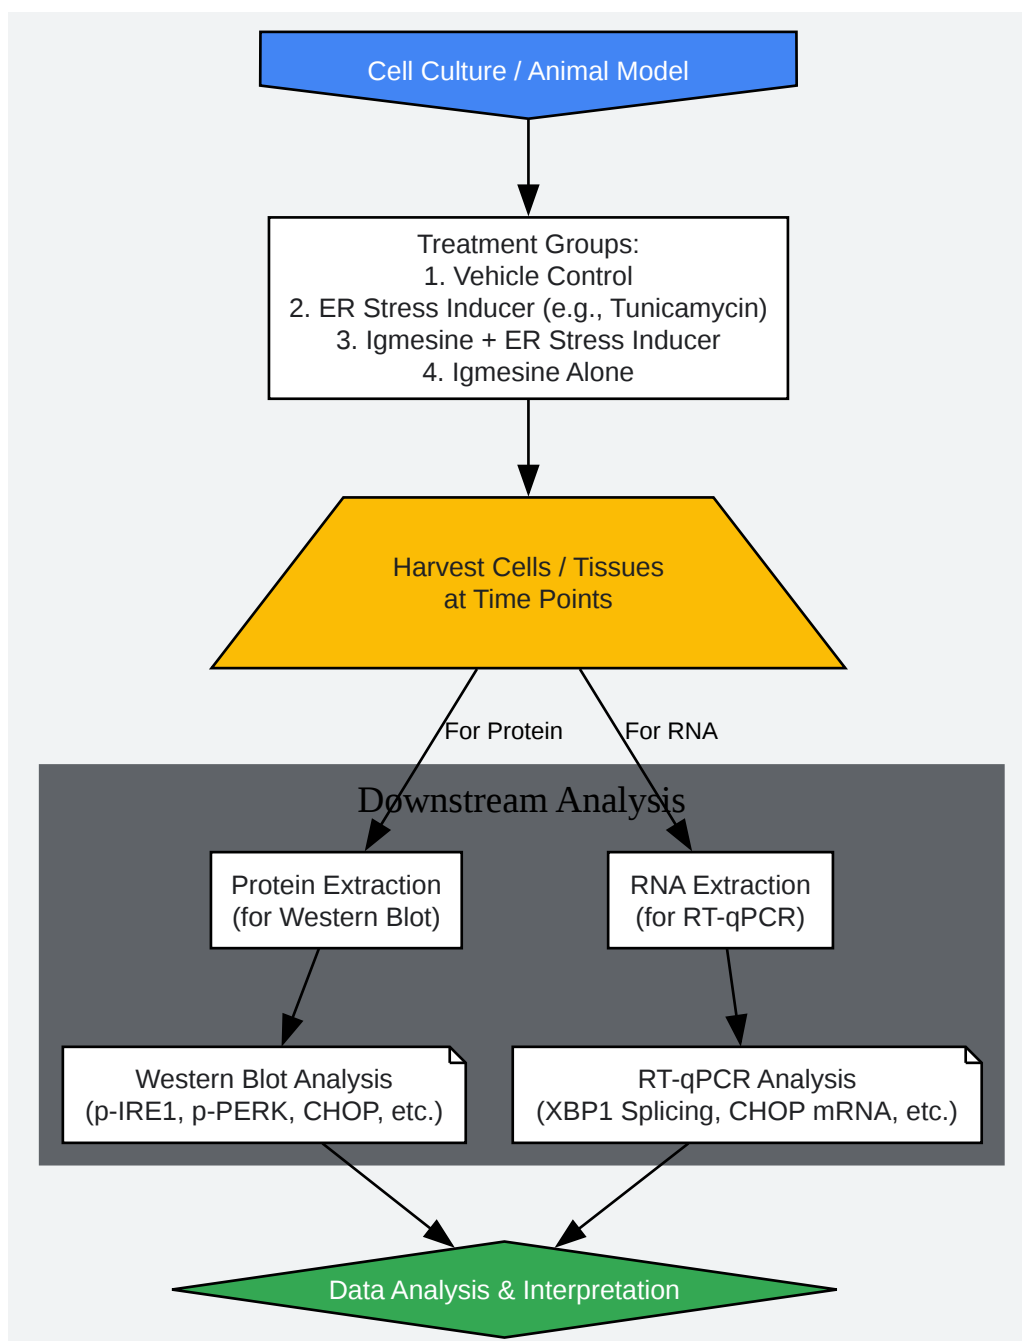 Cell Culture / Animal Model
Treatment Groups:
1. Vehicle Control
2. ER Stress Inducer (e.g., Tunicamycin)
3. Igmesine + ER Stress Inducer
4. Igmesine Alone
Harvest Cells / Tissues
at Time Points
For Protein
For RNA
Downstream Analysis
Protein Extraction
(for Western Blot)
RNA Extraction
(for RT-qPCR)
Western Blot Analysis
(p-IRE1, p-PERK, CHOP, etc.)
RT-qPCR Analysis
(XBP1 Splicing, CHOP mRNA, etc.)
Data Analysis & Interpretation